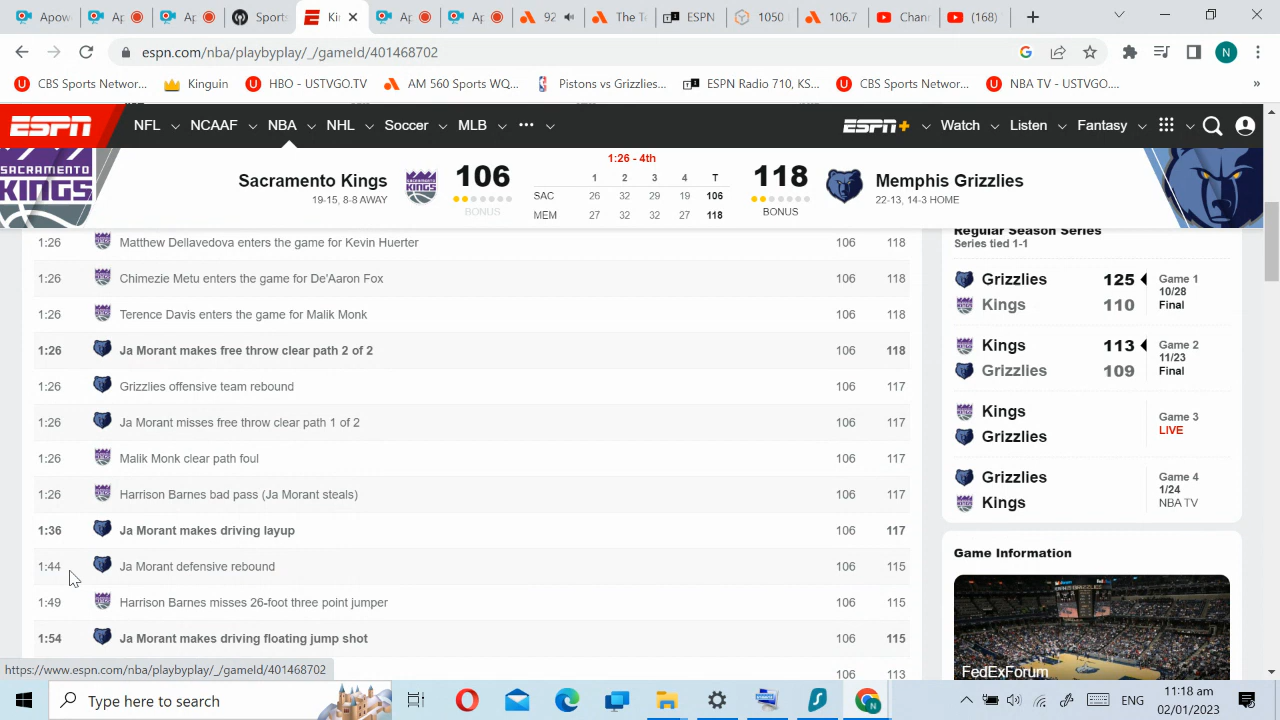 Apow
Ap
Ap
Sports
Ki
Ap
Ap
92
The T
ESPN
1050
106.7
Chann
(168)
espn.com/nba/playbyplay/_/gameId/401468702
N
CBS Sports Networ...
Kinguin
HBO - USTVGO.TV
AM 560 Sports WQ...
Pistons vs Grizzlies...
ESPN Radio 710, KS...
CBS Sports Networ...
NBA TV - USTVGO....
»
ESPN NFL NCAAF NBA NHL Soccer MLB ESPN+ Watch Listen Fantasy
SACRAMENTO
KINGS
Sacramento Kings
19-15, 8-8 AWAY
106
BONUS
1:26 - 4th
1 2 3 4 T
SAC 26 32 29 19 106
MEM 27 32 32 27 118
118
BONUS
Memphis Grizzlies
22-13, 14-3 HOME
1:26 Matthew Dellavedova enters the game for Kevin Huerter 106 118
1:26 Chimezie Metu enters the game for De'Aaron Fox 106 118
1:26 Terence Davis enters the game for Malik Monk 106 118
1:26 Ja Morant makes free throw clear path 2 of 2 106 118
1:26 Grizzlies offensive team rebound 106 117
1:26 Ja Morant misses free throw clear path 1 of 2 106 117
1:26 Malik Monk clear path foul 106 117
1:26 Harrison Barnes bad pass (Ja Morant steals) 106 117
1:36 Ja Morant makes driving layup 106 117
1:44 Ja Morant defensive rebound 106 115
1:49 Harrison Barnes misses 26-foot three point jumper 106 115
1:54 Ja Morant makes driving floating jump shot 106 115
106 113
Regular Season Series
Series tied 1-1
Grizzlies 125
Kings 110
Game 1
10/28
Final
Kings 113
Grizzlies 109
Game 2
11/23
Final
Kings
Grizzlies
Game 3
LIVE
Grizzlies
Kings
Game 4
1/24
NBA TV
Game Information
FedExForum
https://www.espn.com/nba/playbyplay/_/gameId/401468702
Type here to search
N
ENG
11:18 am
02/01/2023